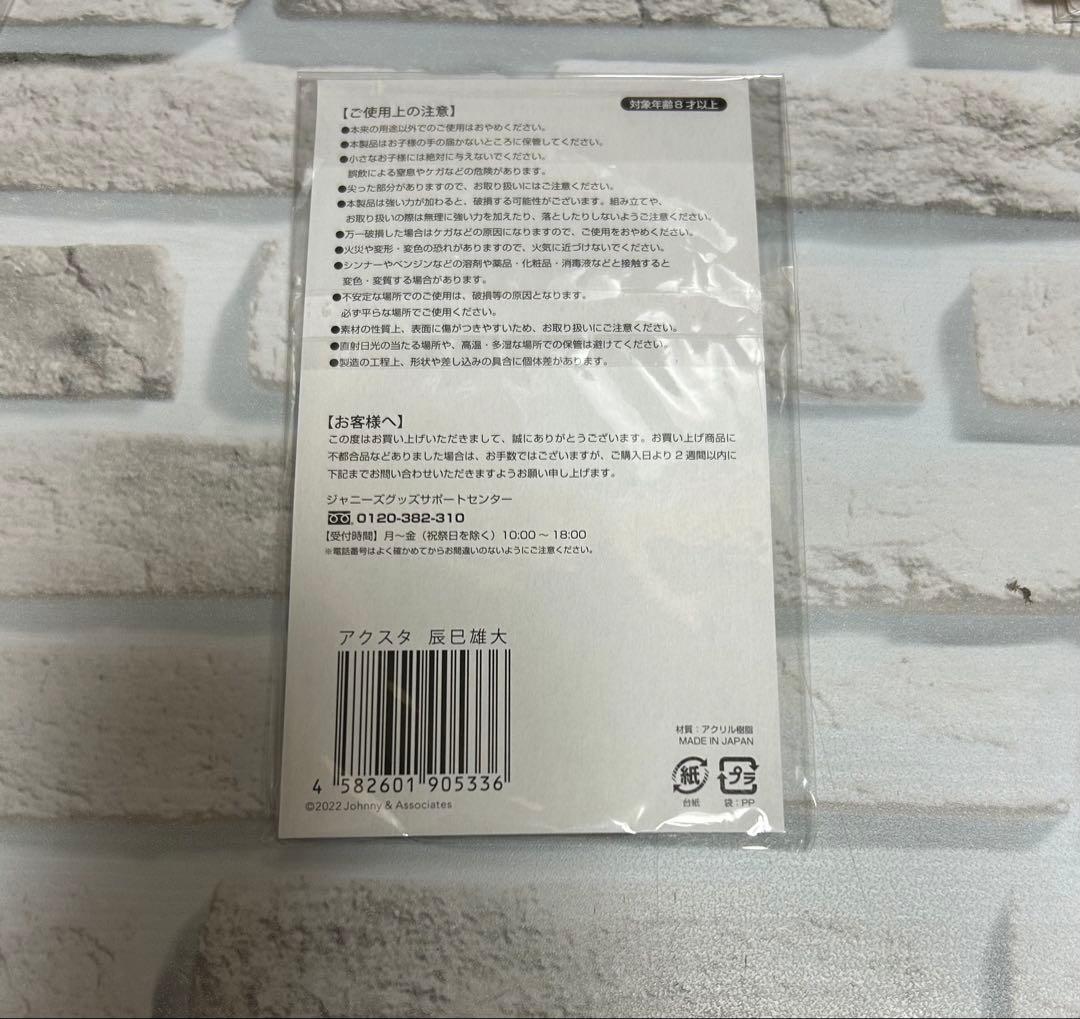 対象年齢8才以上
【ご使用上の注意】
●本来の用途以外でのご使用はおやめください。
●本製品はお子様の手の届かないところに保管してください。
●小さなお子様には絶対に与えないでください。
誤飲による窒息やケガなどの危険があります。
●尖った部分がありますので、お取り扱いにはご注意ください。
●本製品は強い力が加わると、破損する可能性がございます。組み立てや、
お取り扱いの際は無理に強い力を加えたり、落としたりしないようご注意ください。
●万一破損した場合はケガなどの原因になりますので、ご使用をおやめください。
●火災や変形・変色の恐れがありますので、火気に近づけないでください。
●シンナーやベンジンなどの溶剤や薬品・化粧品・消毒液などと接触すると
変色・変質する場合があります。
●不安定な場所でのご使用は、破損等の原因となります。
必ず平らな場所でご使用ください。
●素材の性質上、表面に傷がつきやすいため、お取り扱いにご注意ください。
●直射日光の当たる場所や、高温・多湿な場所での保管は避けてください。
●製造の工程上、形状や差し込みの具合に個体差があります。
【お客様へ】
この度はお買い上げいただきまして、誠にありがとうございます。お買い上げ商品に
不都合品などありました場合は、お手数ではございますが、ご購入日より2週間以内に
下記までお問い合わせいただきますようお願い申し上げます。
ジャニーズグッズサポートセンター
0120-382-310
【受付時間】月～金（祝祭日を除く）10:00～18:00
※電話番号はよく確かめてからお間違いのないようにご注意ください。
アクスタ 辰巳雄大
4 582601 905336
©2022 Johnny & Associates
材質：アクリル樹脂
MADE IN JAPAN
紙 プラ
台紙 袋：PP